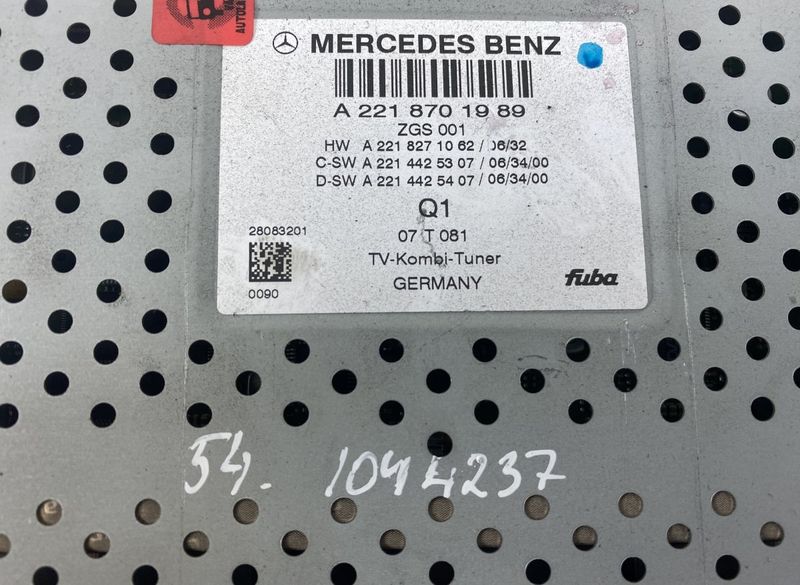 MERCEDES BENZ
A 221 870 19 89
ZGS 001
HW A 221 827 10 62 / 06/32
C-SW A 221 442 53 07 / 06/34/00
D-SW A 221 442 54 07 / 06/34/00
Q1
28083201
07 T 081
TV-Kombi-Tuner
0090
GERMANY
fuba
54. 1044237